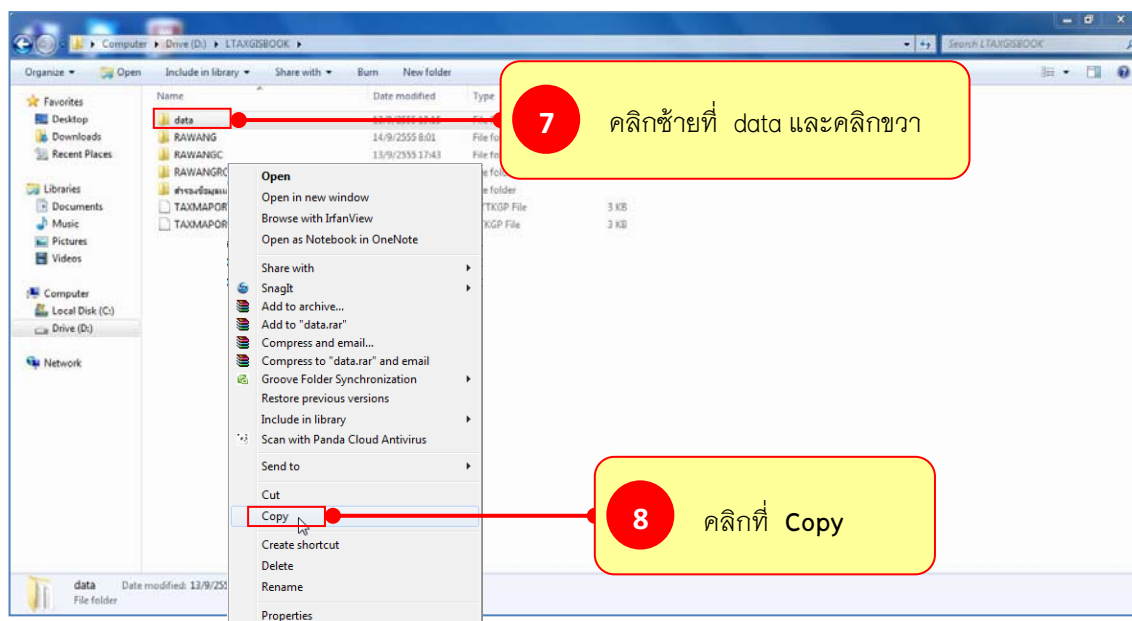 Computer ▸ Drive (D:) ▸ LTAXGISBOOK ▸
Search LTAXGISBOOK
Organize ▾ Open Include in library ▾ Share with ▾ Burn New folder
Name Date modified Type
Favorites
Desktop
Downloads
Recent Places
Libraries
Documents
Music
Pictures
Videos
Computer
Local Disk (C:)
Drive (D:)
Network
data
RAWANG 14/9/2555 8:01 File fo
RAWANGC 13/9/2555 17:43 File fo
RAWANGRO
e folder
TAXMAPOR TKGP File 3 KB
TAXMAPOR KGP File 3 KB
7 คลิกซ้ายที่ data และคลิกขวา
Open
Open in new window
Browse with IrfanView
Open as Notebook in OneNote
Share with
SnagIt
Add to archive...
Add to "data.rar"
Compress and email...
Compress to "data.rar" and email
Groove Folder Synchronization
Restore previous versions
Include in library
Scan with Panda Cloud Antivirus
Send to
Cut
Copy
Create shortcut
Delete
Rename
Properties
8 คลิกที่ Copy
data Date modified: 13/9/255
File folder